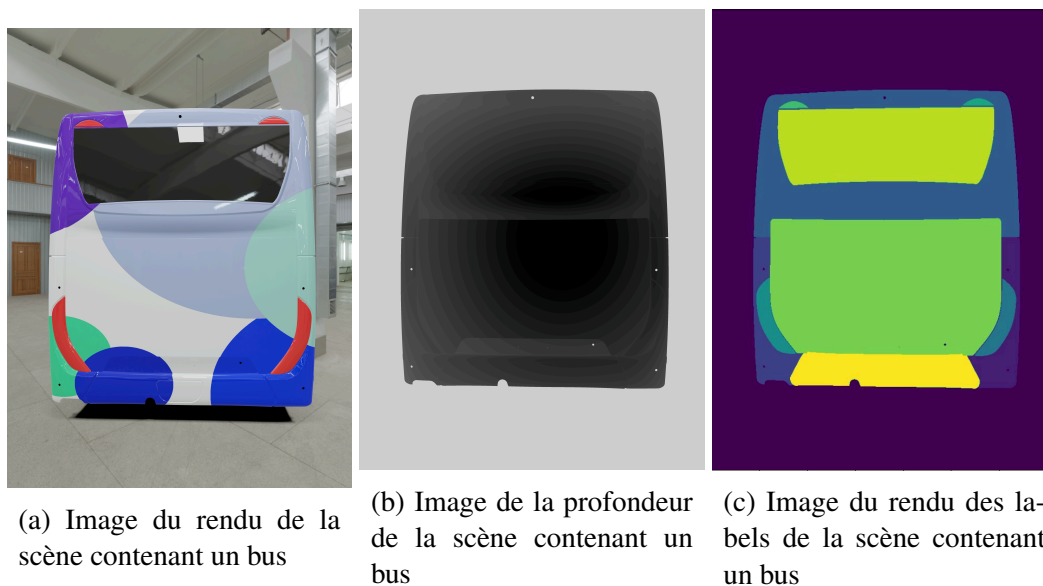 (a) Image du rendu de la
scène contenant un bus
(b) Image de la profondeur
de la scène contenant un
bus
(c) Image du rendu des la-
bels de la scène contenant
un bus